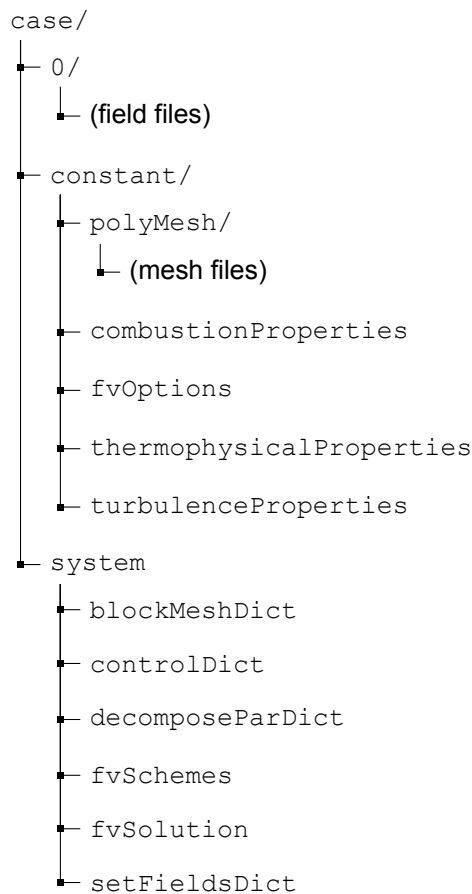 case/
0/
(field files)
constant/
polyMesh/
(mesh files)
combustionProperties
fvOptions
thermophysicalProperties
turbulenceProperties
system
blockMeshDict
controlDict
decomposeParDict
fvSchemes
fvSolution
setFieldsDict